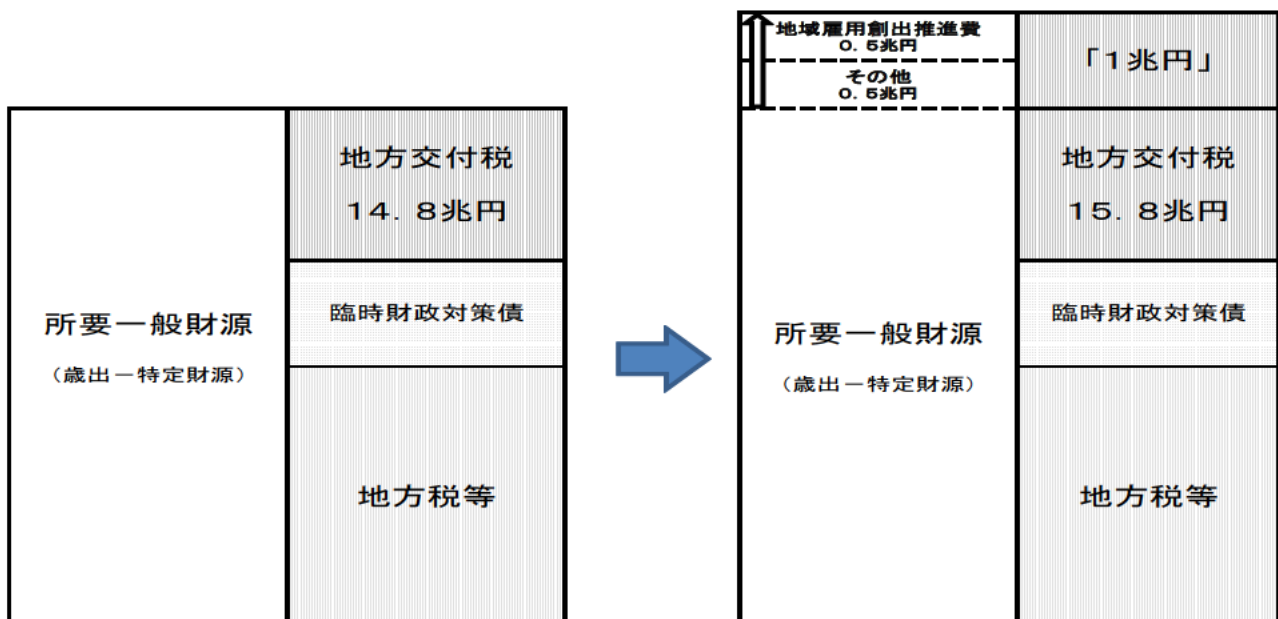 所要一般財源
(歳出-特定財源)
地方交付税
14.8兆円
臨時財政対策債
地方税等
地域雇用創出推進費
0.5兆円
その他
0.5兆円
所要一般財源
(歳出-特定財源)
「1兆円」
地方交付税
15.8兆円
臨時財政対策債
地方税等